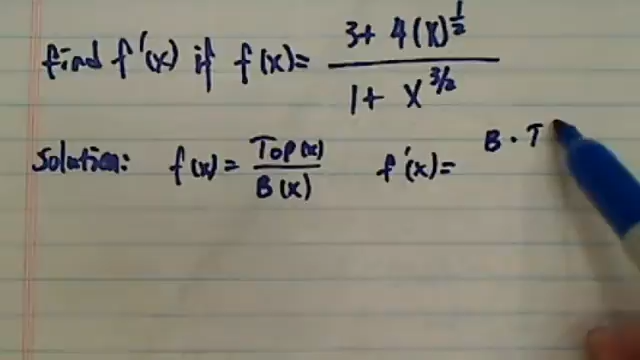 find f'(x) if f(x) = (3 + 4(x)^{1/2}) / (1 + x^{3/2})
Solution: f(x) = Top(x) / B(x) f'(x) = B · T